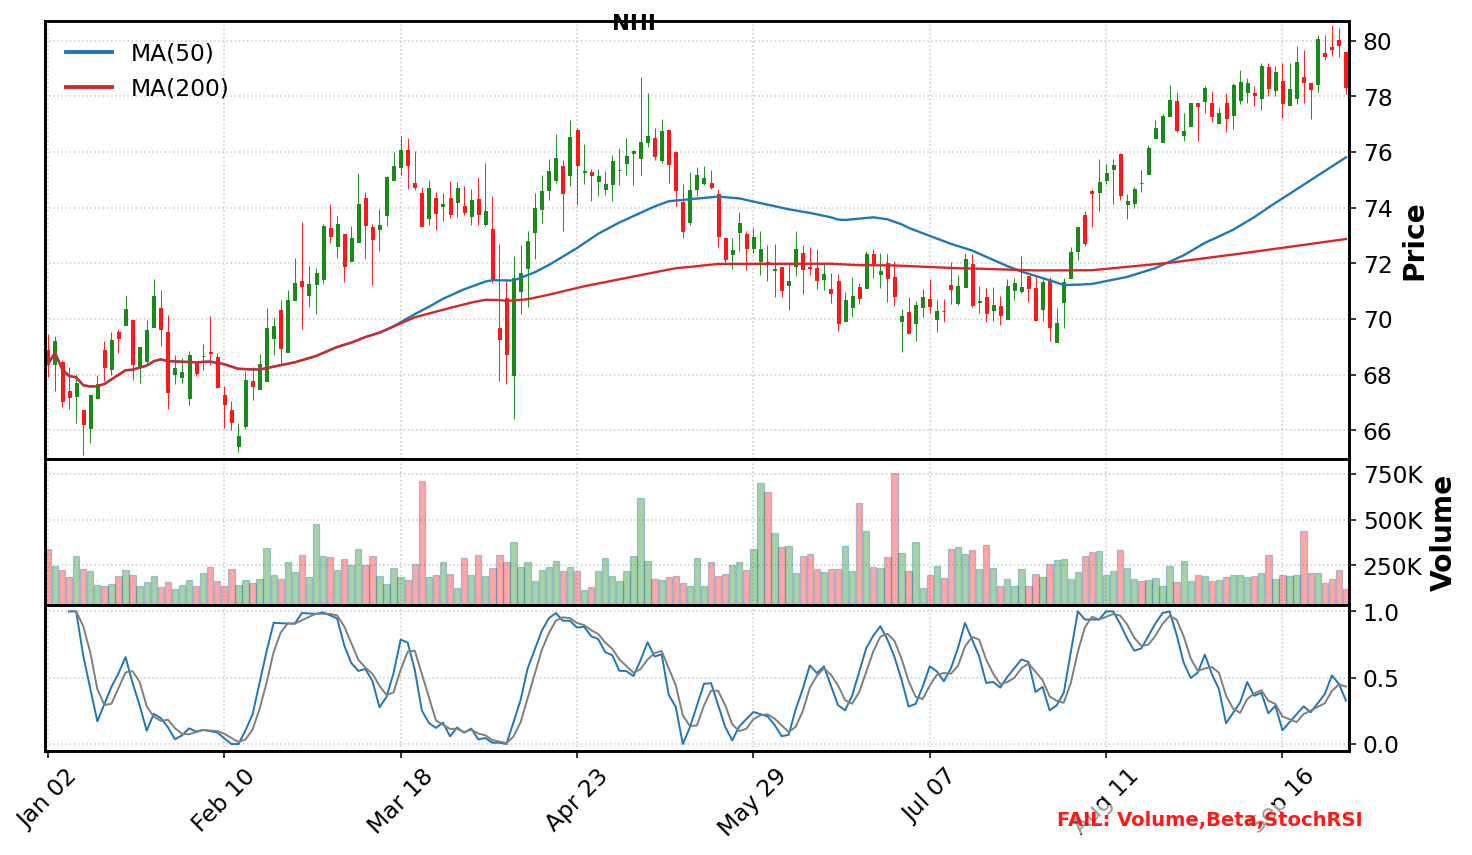 NHI
MA(50)
MA(200)
80
78
76
74
72
70
68
66
Price
750K
500K
250K
Volume
1.0
0.5
0.0
Jan 02
Feb 10
Mar 18
Apr 23
May 29
Jul 07
Aug 11
Sep 16
FAIL: Volume,Beta,StochRSI